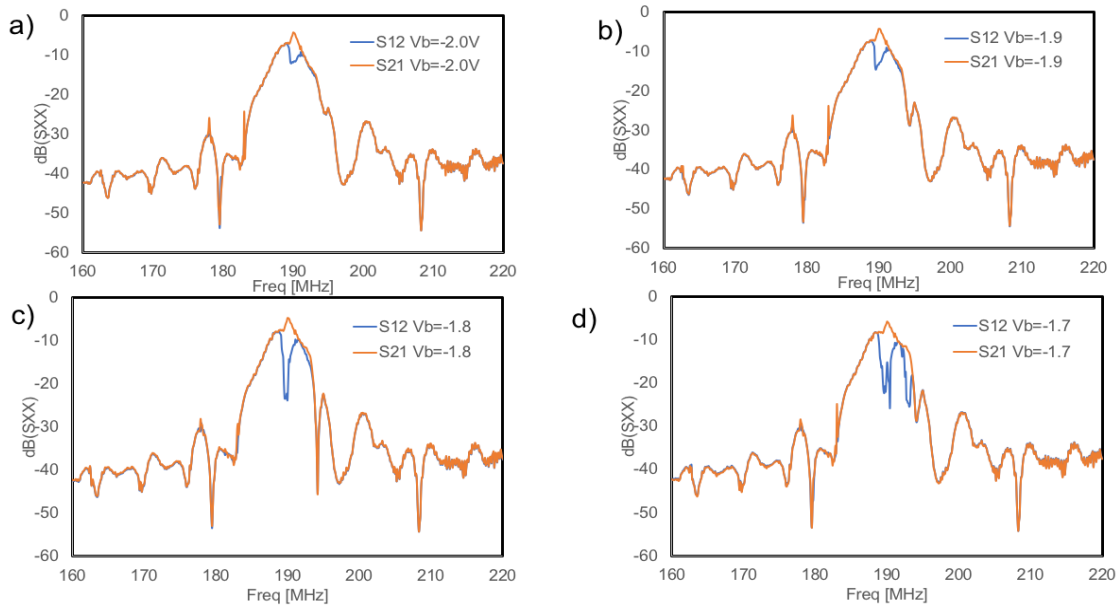 a)
0
-10
-20
-30
-40
-50
-60
dB(SXX)
S12 Vb=-2.0V
S21 Vb=-2.0V
160 170 180 190 200 210 220
Freq [MHz]
b)
0
-10
-20
-30
-40
-50
-60
dB(SXX)
S12 Vb=-1.9
S21 Vb=-1.9
160 170 180 190 200 210 220
Freq [MHz]
c)
0
-10
-20
-30
-40
-50
-60
dB(SXX)
S12 Vb=-1.8
S21 Vb=-1.8
160 170 180 190 200 210 220
Freq [MHz]
d)
0
-10
-20
-30
-40
-50
-60
dB(SXX)
S12 Vb=-1.7
S21 Vb=-1.7
160 170 180 190 200 210 220
Freq [MHz]